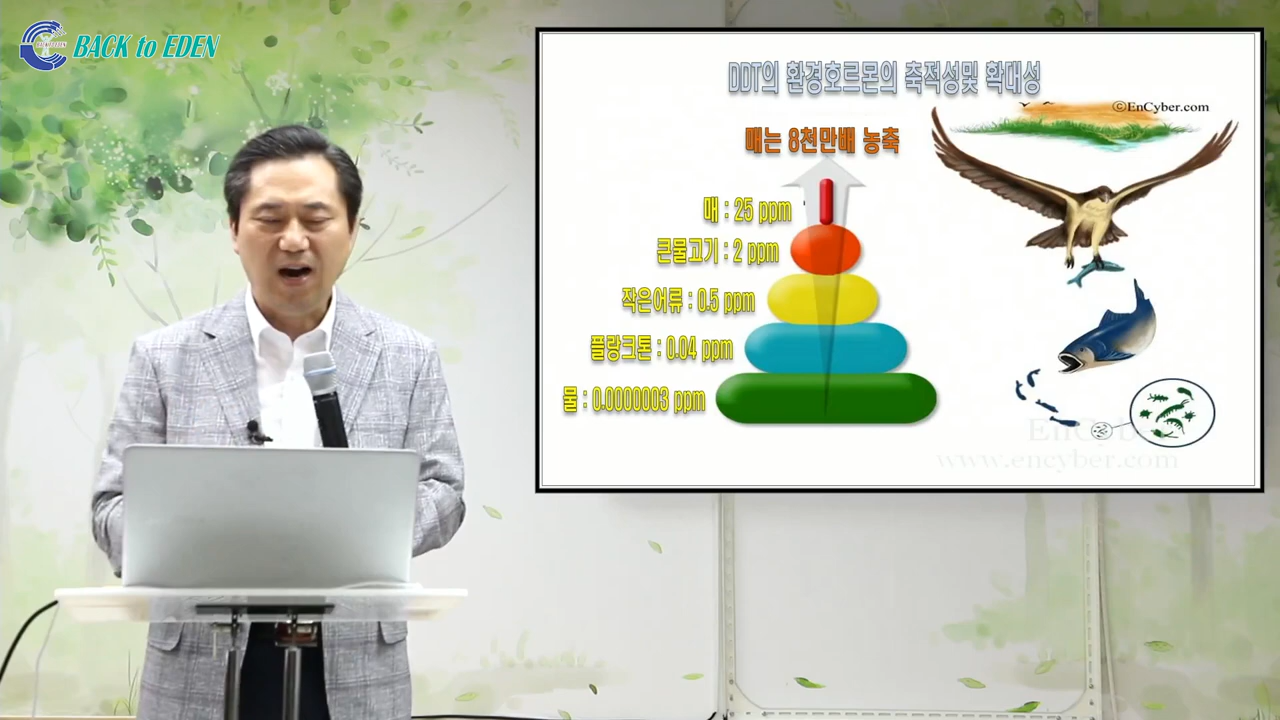 BACK to EDEN
DDT의 환경호르몬의 축적성및 확대성
©EnCyber.com
매는 8천만배 농축
매 : 25 ppm
큰물고기 : 2 ppm
작은어류 : 0.5 ppm
플랑크톤 : 0.04 ppm
물 : 0.0000003 ppm
EnCyber
www.encyber.com